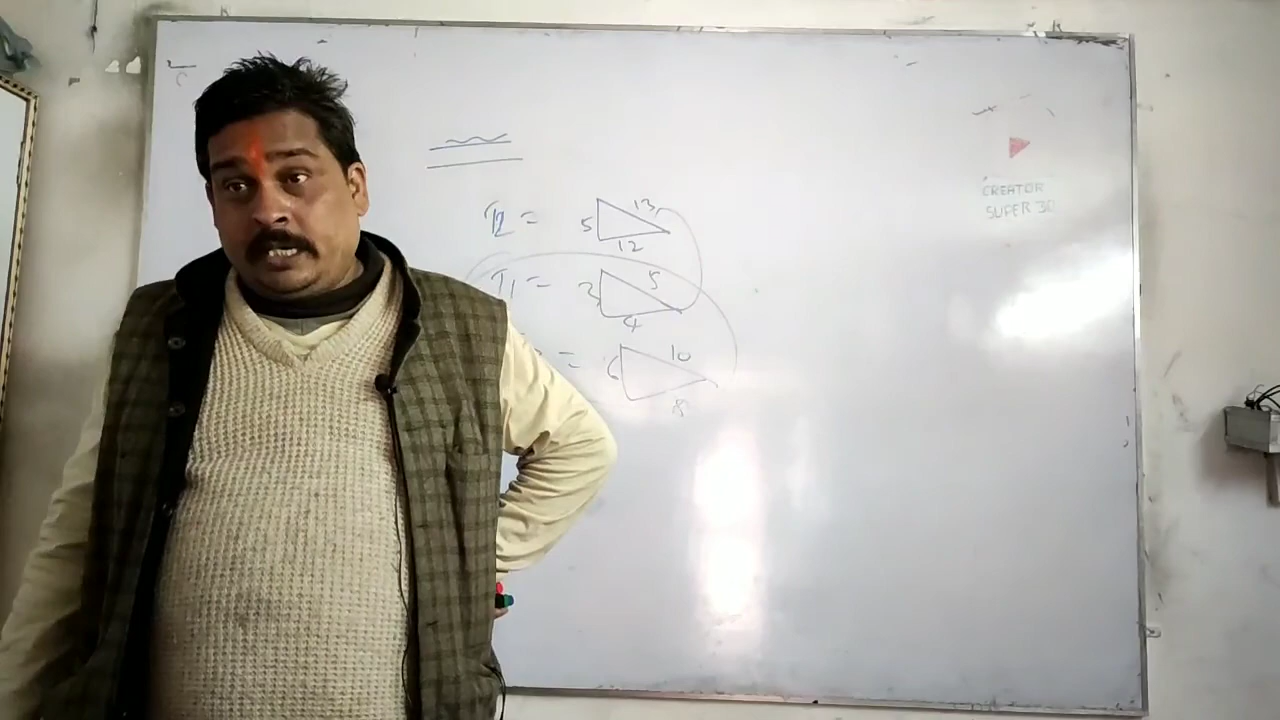 T2 = 5 13 12
T1 = 3 5 4
= 6 10 8
CREATOR
SUPER 30